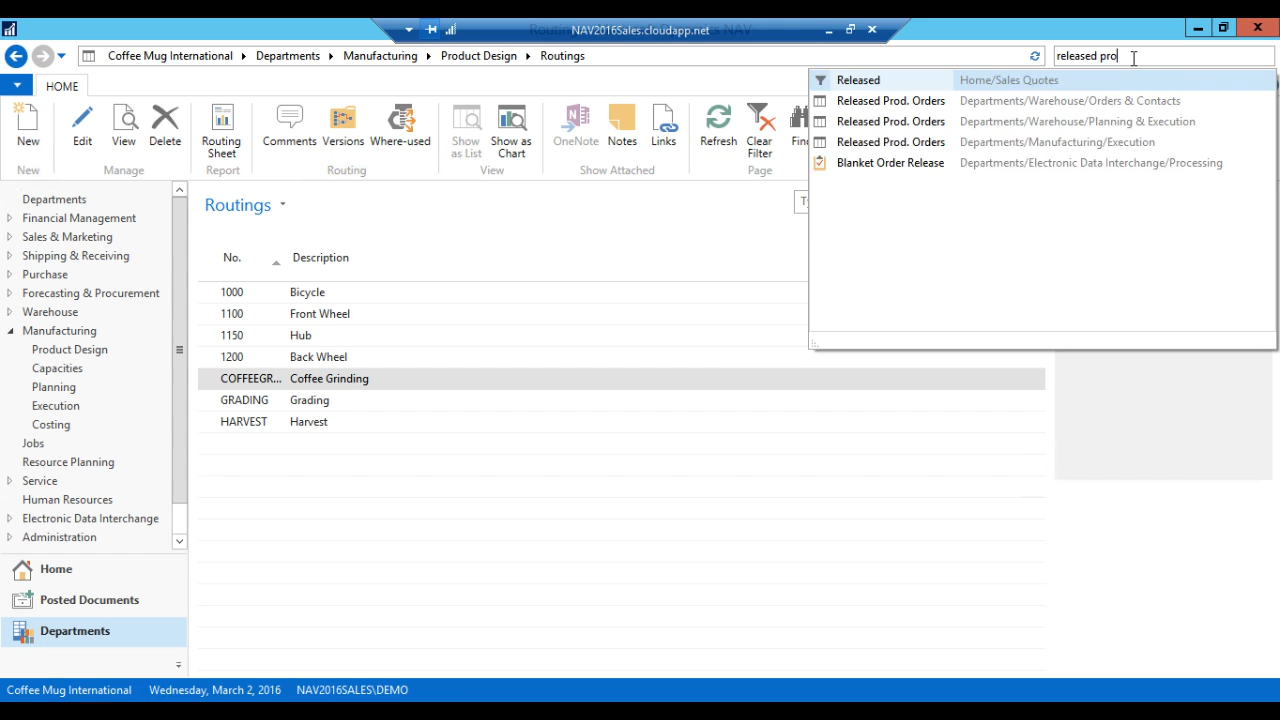 NAV2016Sales.cloudapp.net
Coffee Mug International Departments Manufacturing Product Design Routings
released pro
HOME
New
Edit
View
Delete
Routing Sheet
Comments
Versions
Where-used
Show as List
Show as Chart
OneNote
Notes
Links
Refresh
Clear Filter
New
Manage
Report
Routing
View
Show Attached
Page
Released Home/Sales Quotes
Released Prod. Orders Departments/Warehouse/Orders & Contacts
Released Prod. Orders Departments/Warehouse/Planning & Execution
Released Prod. Orders Departments/Manufacturing/Execution
Blanket Order Release Departments/Electronic Data Interchange/Processing
Departments
Financial Management
Sales & Marketing
Shipping & Receiving
Purchase
Forecasting & Procurement
Warehouse
Manufacturing
Product Design
Capacities
Planning
Execution
Costing
Jobs
Resource Planning
Service
Human Resources
Electronic Data Interchange
Administration
Home
Posted Documents
Departments
Routings
No. Description
1000 Bicycle
1100 Front Wheel
1150 Hub
1200 Back Wheel
COFFEEGR... Coffee Grinding
GRADING Grading
HARVEST Harvest
Coffee Mug International Wednesday, March 2, 2016 NAV2016SALES\DEMO